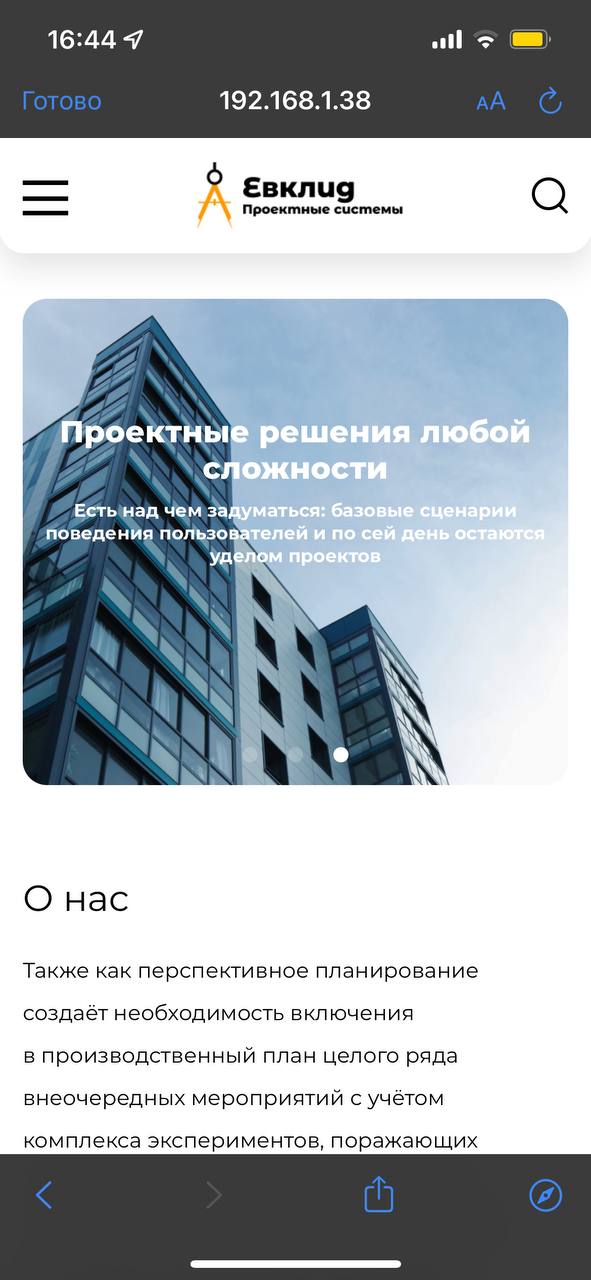 16:44
Готово
192.168.1.38
AA
Евклид
Проектные системы
Проектные решения любой
сложности
Есть над чем задуматься: базовые сценарии
поведения пользователей и по сей день остаются
уделом проектов
О нас
Также как перспективное планирование
создаёт необходимость включения
в производственный план целого ряда
внеочередных мероприятий с учётом
комплекса экспериментов, поражающих